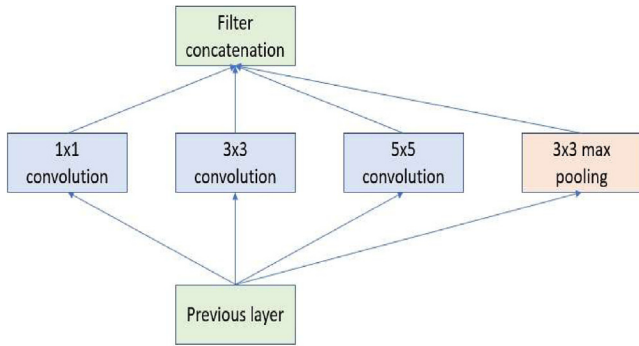 Filter
concatenation
1x1
convolution
3x3
convolution
5x5
convolution
3x3 max
pooling
Previous layer